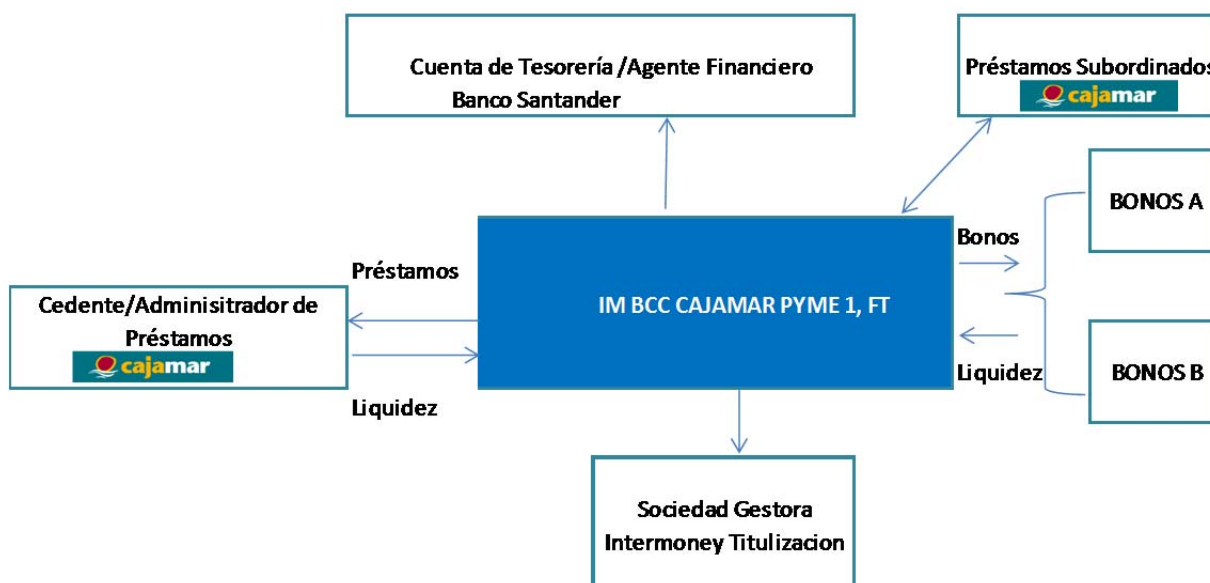 Cuenta de Tesorería /Agente Financiero
Banco Santander
Préstamos Subordinados
cajamar
BONOS A
Bonos
Préstamos
Cedente/Adminisitrador de
Préstamos
cajamar
IM BCC CAJAMAR PYME 1, FT
Liquidez
BONOS B
Liquidez
Sociedad Gestora
Intermoney Titulizacion